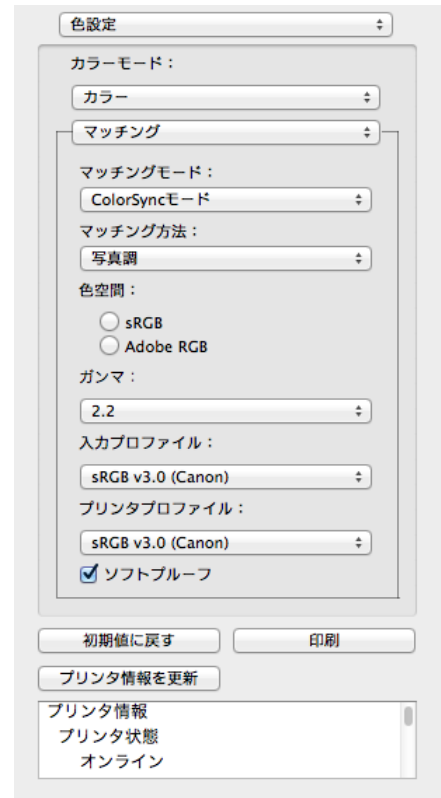 色設定
カラーモード：
カラー
マッチング
マッチングモード：
ColorSyncモード
マッチング方法：
写真調
色空間：
sRGB
Adobe RGB
ガンマ：
2.2
入力プロファイル：
sRGB v3.0 (Canon)
プリンタプロファイル：
sRGB v3.0 (Canon)
ソフトプルーフ
初期値に戻す 印刷
プリンタ情報を更新
プリンタ情報
プリンタ状態
オンライン